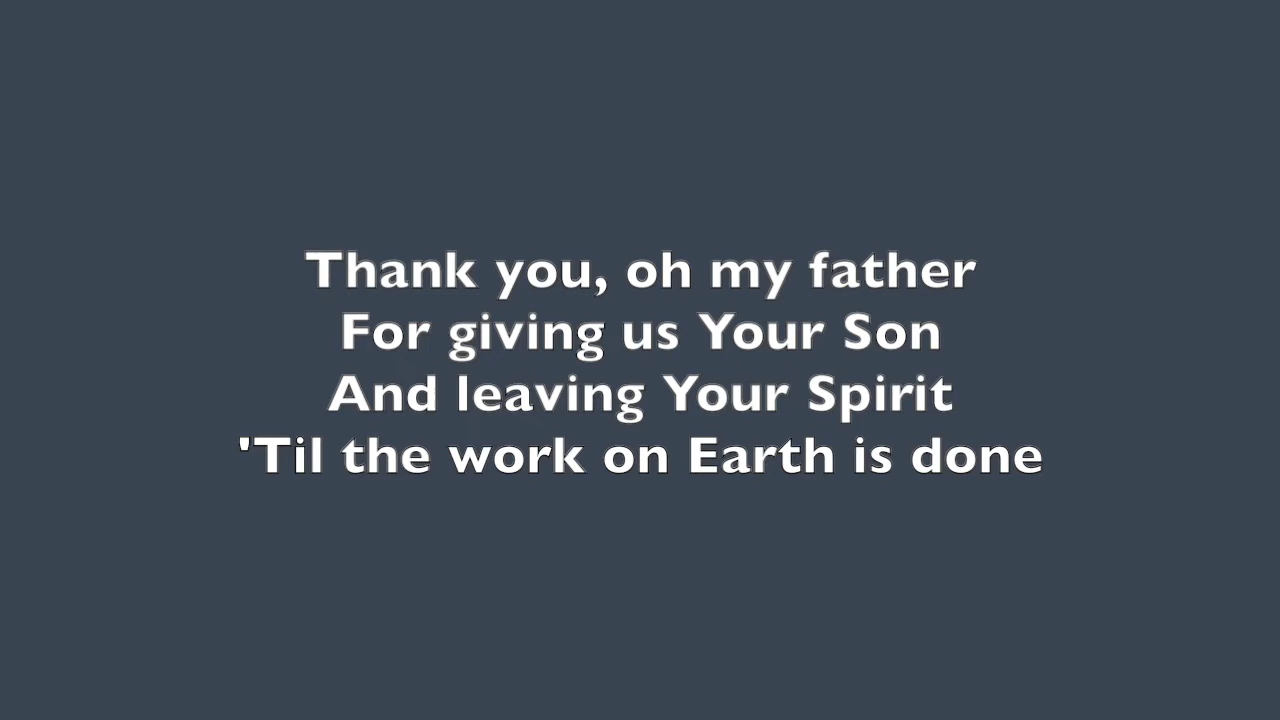 Thank you, oh my father
For giving us Your Son
And leaving Your Spirit
'Til the work on Earth is done